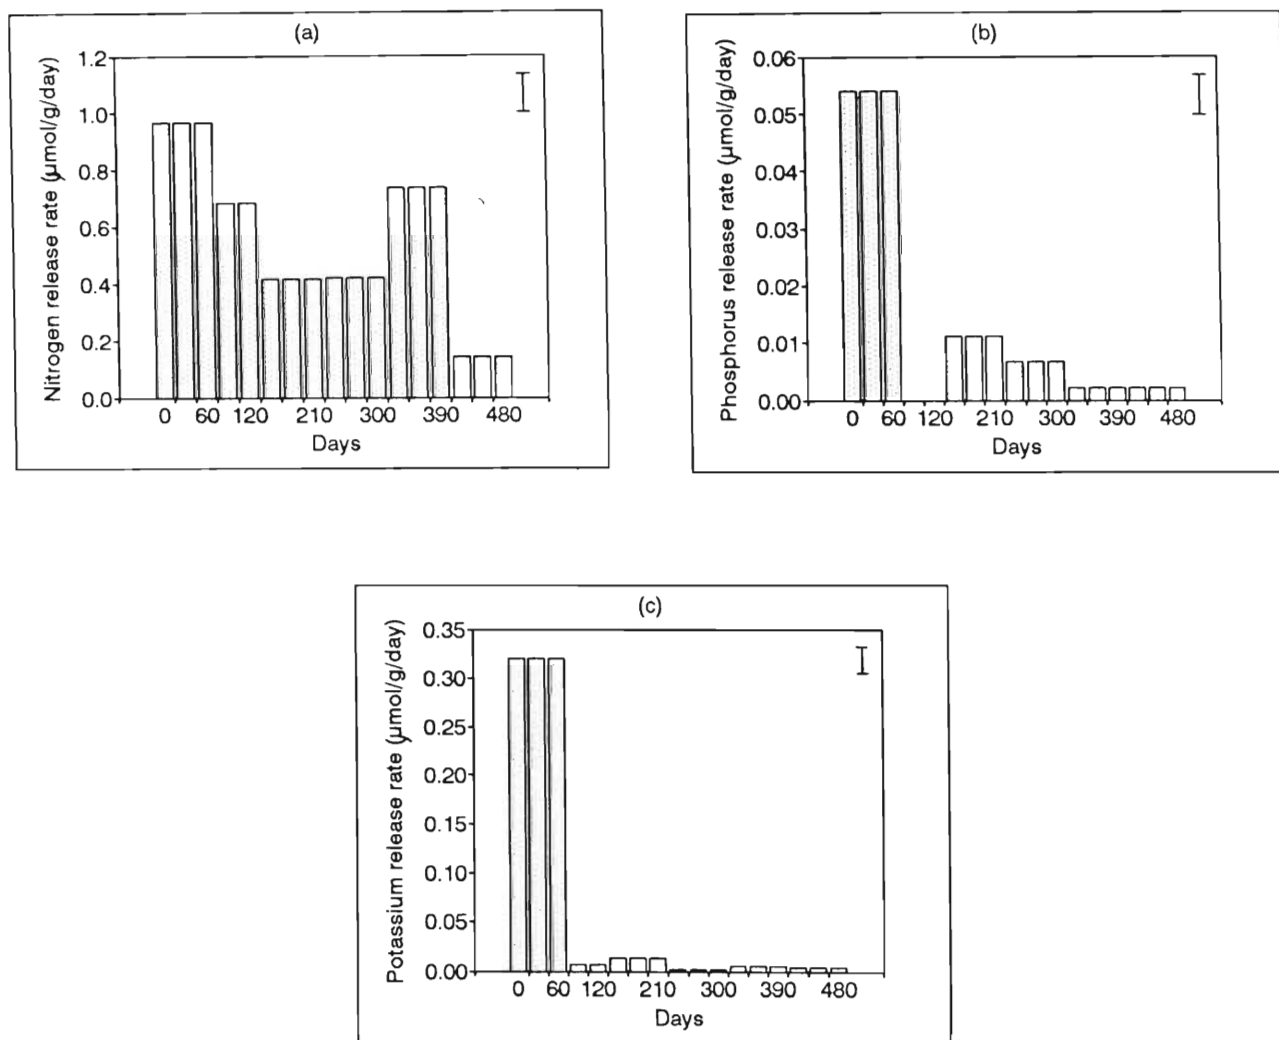 (a)
Nitrogen release rate (µmol/g/day)
1.2
1.0
0.8
0.6
0.4
0.2
0.0
0 60 120 210 300 390 480
Days
(b)
Phosphorus release rate (µmol/g/day)
0.06
0.05
0.04
0.03
0.02
0.01
0.00
0 60 120 210 300 390 480
Days
(c)
Potassium release rate (µmol/g/day)
0.35
0.30
0.25
0.20
0.15
0.10
0.05
0.00
0 60 120 210 300 390 480
Days